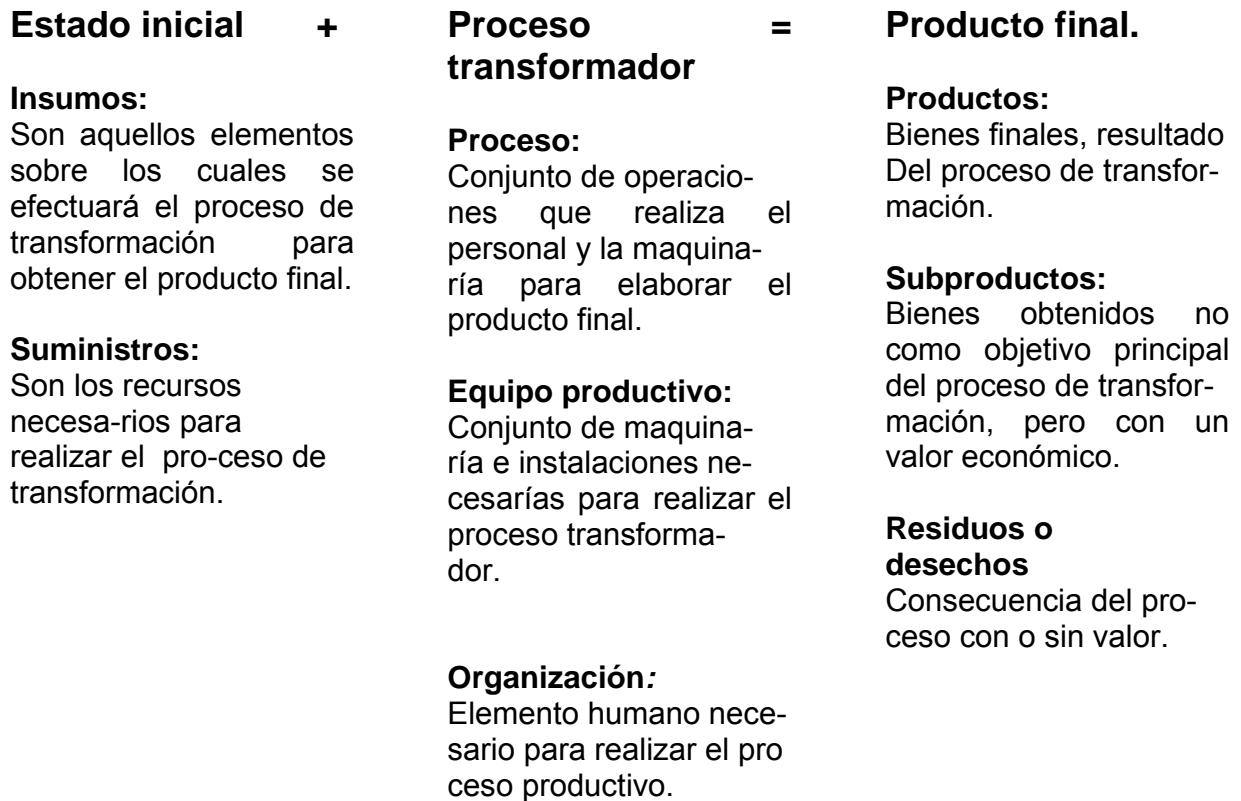 Estado inicial +
Insumos:
Son aquellos elementos
sobre los cuales se
efectuará el proceso de
transformación para
obtener el producto final.
Suministros:
Son los recursos
necesa-rios para
realizar el pro-ceso de
transformación.
Proceso =
transformador
Proceso:
Conjunto de operacio-
nes que realiza el
personal y la maquina-
ría para elaborar el
producto final.
Equipo productivo:
Conjunto de maquina-
ría e instalaciones ne-
cesarías para realizar el
proceso transforma-
dor.
Organización:
Elemento humano nece-
sario para realizar el pro
ceso productivo.
Producto final.
Productos:
Bienes finales, resultado
Del proceso de transfor-
mación.
Subproductos:
Bienes obtenidos no
como objetivo principal
del proceso de transfor-
mación, pero con un
valor económico.
Residuos o
desechos
Consecuencia del pro-
ceso con o sin valor.